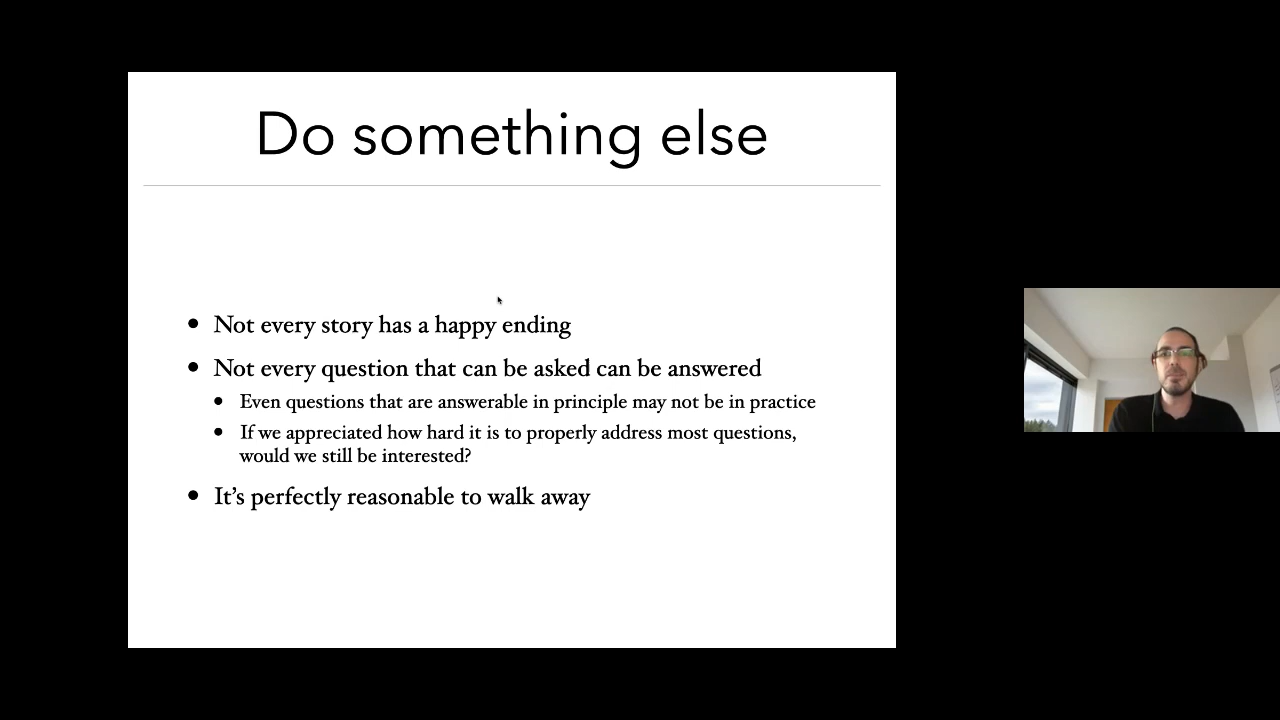 Do something else
• Not every story has a happy ending
• Not every question that can be asked can be answered
• Even questions that are answerable in principle may not be in practice
• If we appreciated how hard it is to properly address most questions,
would we still be interested?
• It’s perfectly reasonable to walk away